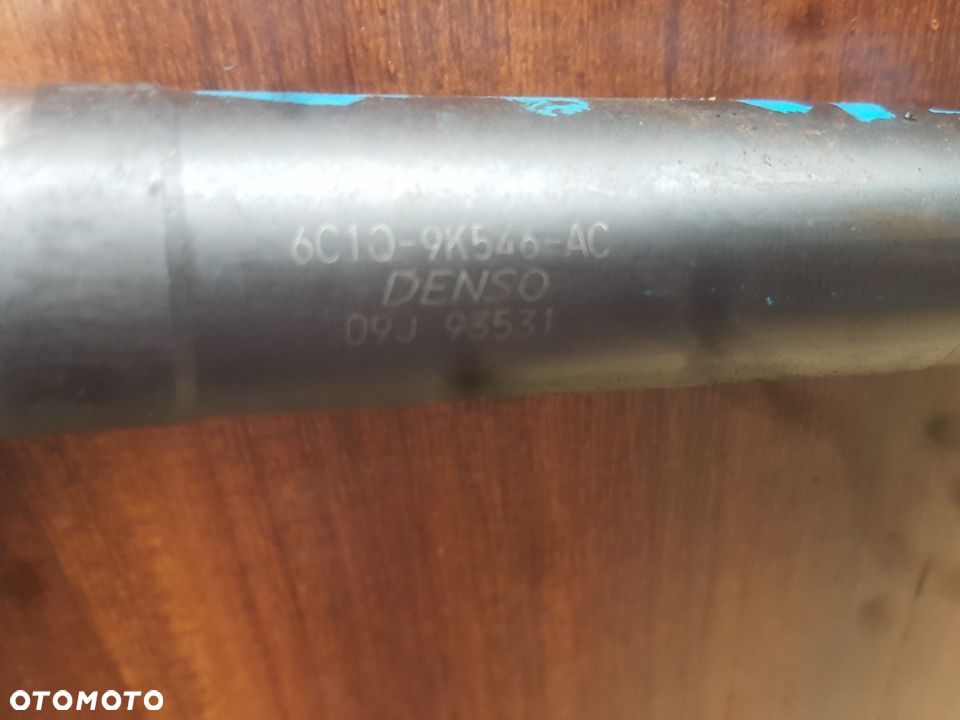 6C1Q-9K546-AC
DENSO
09J 93531
OTOMOTO